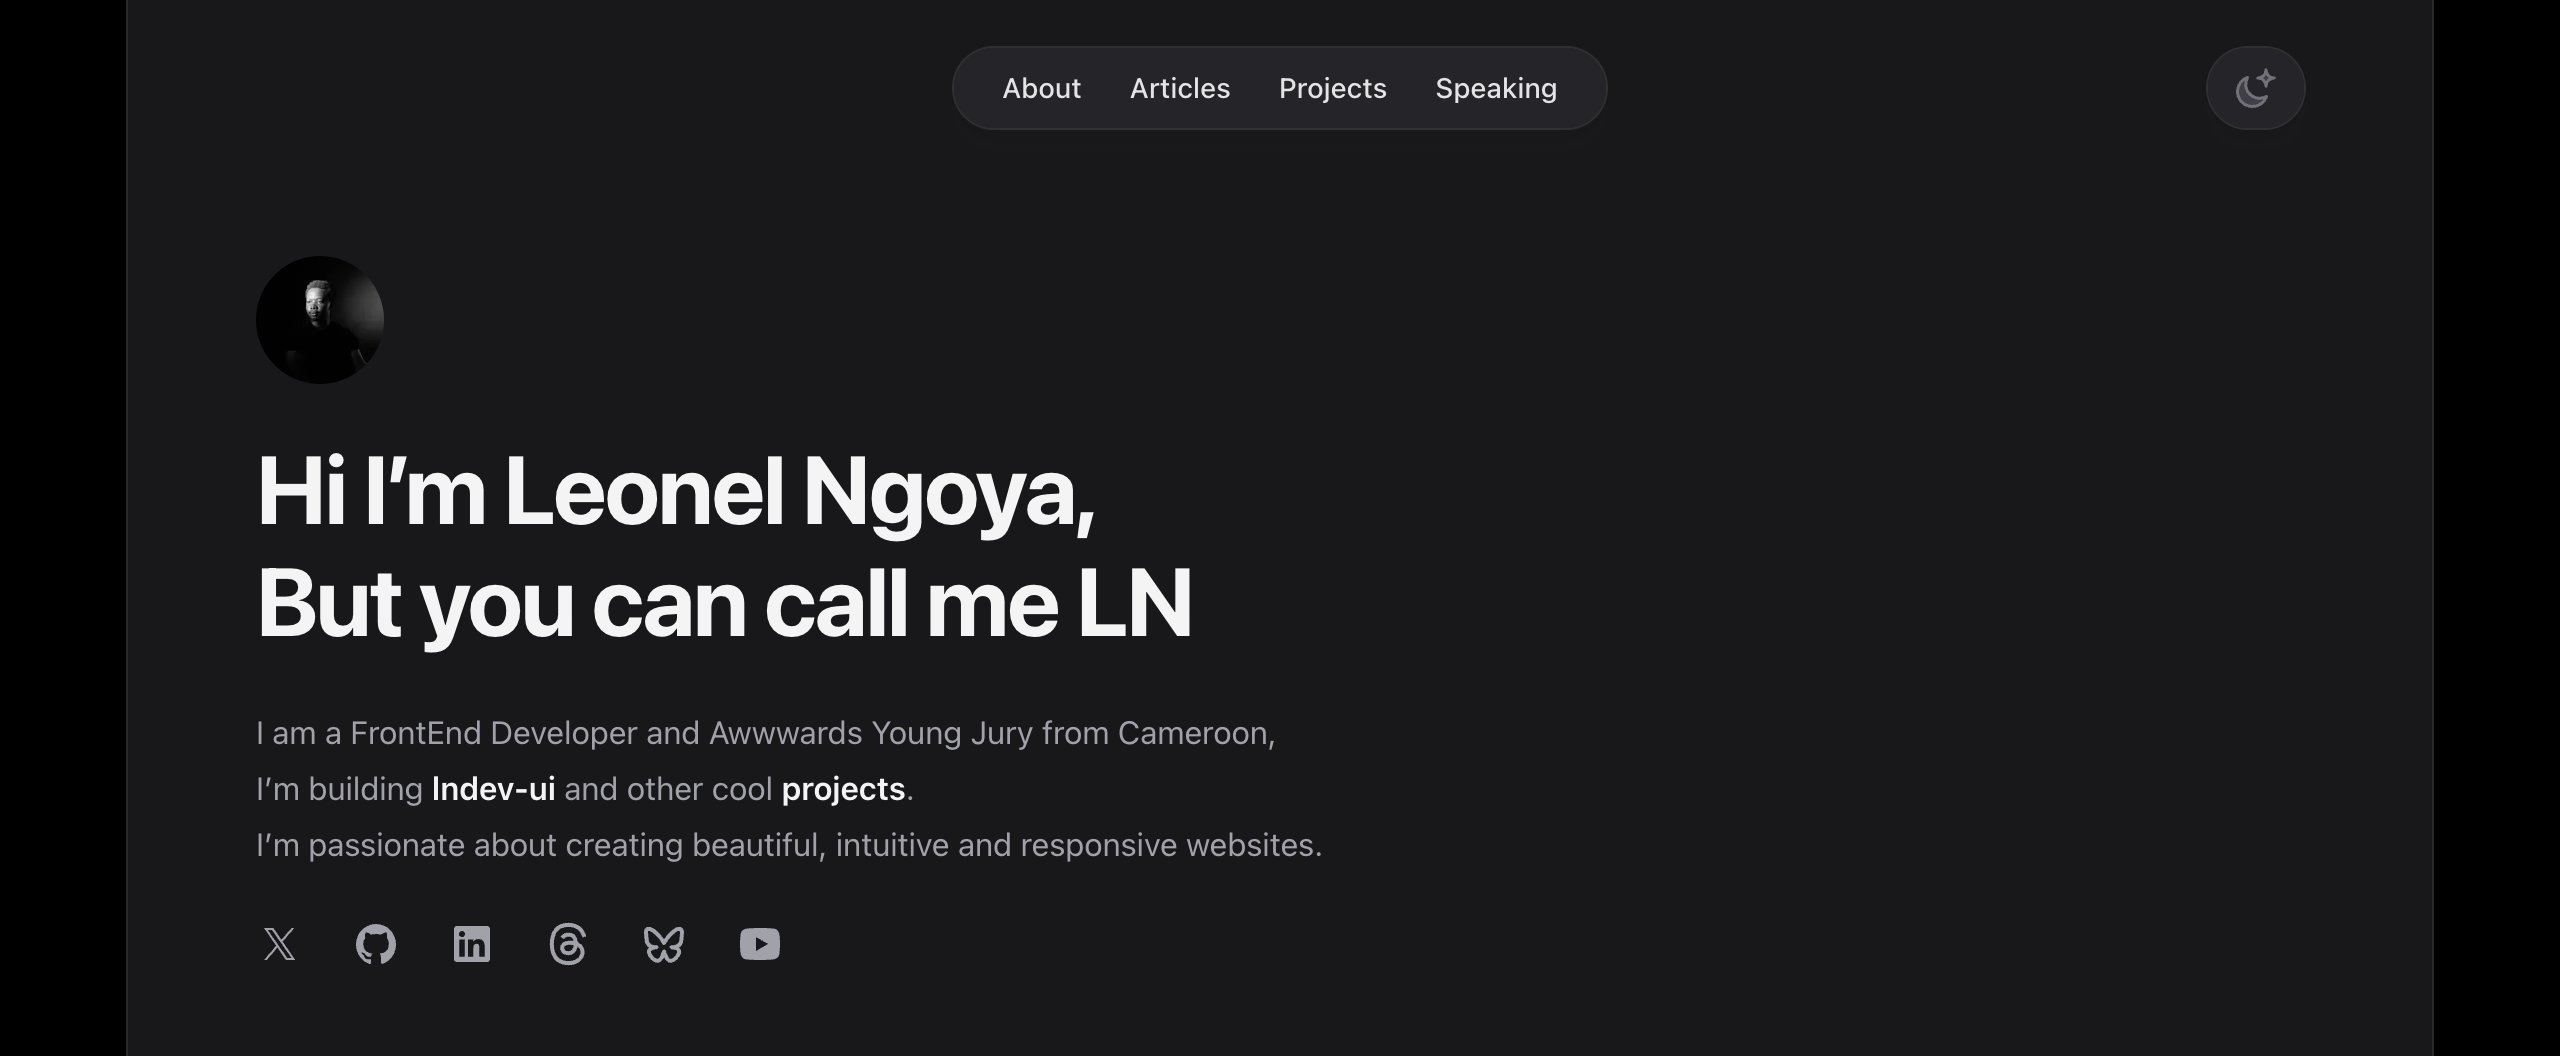 About Articles Projects Speaking
Hi I’m Leonel Ngoya,
But you can call me LN
I am a FrontEnd Developer and Awwwards Young Jury from Cameroon,
I’m building lndev-ui and other cool projects.
I’m passionate about creating beautiful, intuitive and responsive websites.